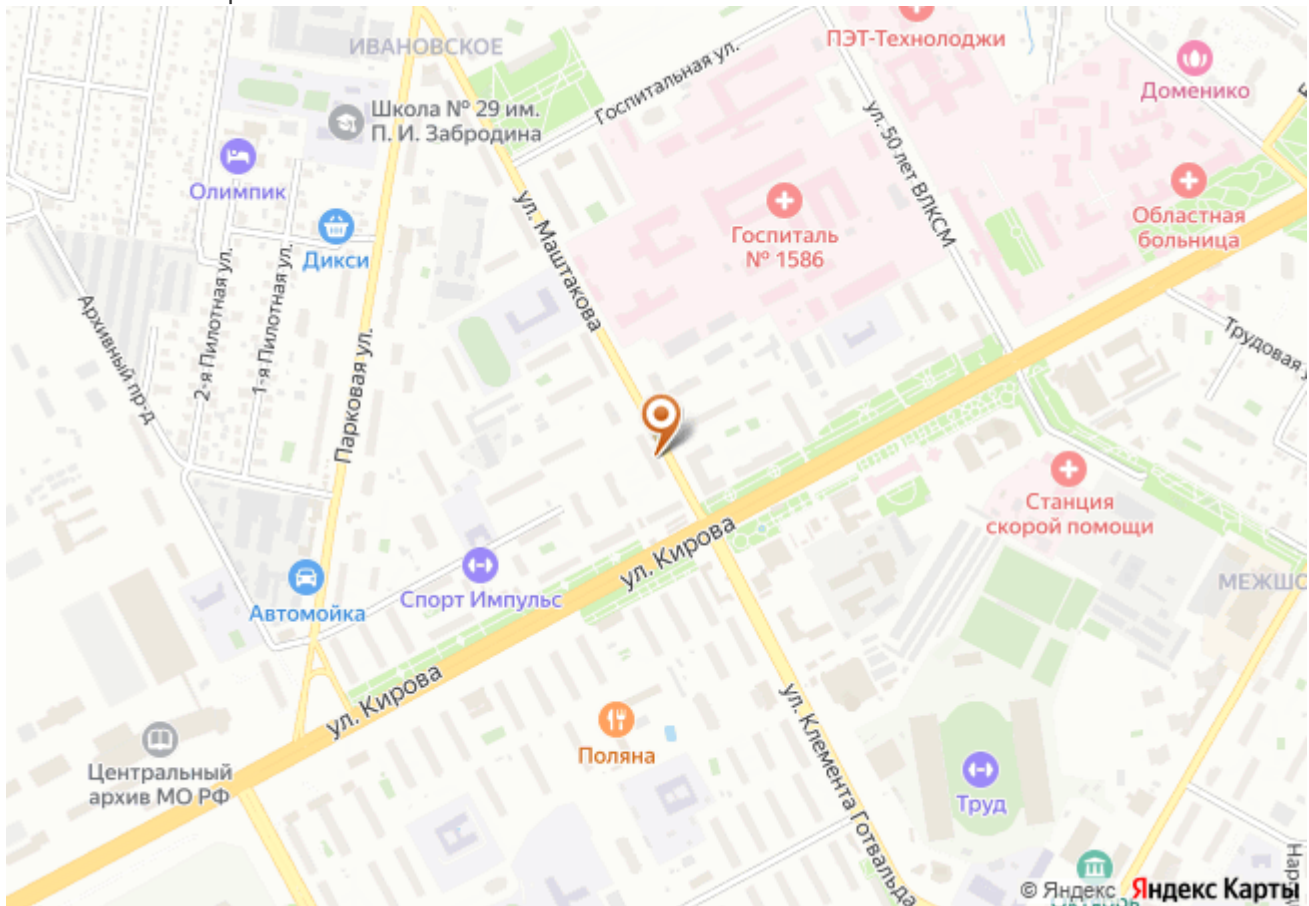 ИВАНОВСКОЕ
Госпитальная ул.
ПЭТ-Технолоджи
Доменико
Школа № 29 им.
П. И. Забродина
ул. 50 лет ВЛКСМ
Олимпик
Областная
больница
ул. Маштакова
Госпиталь
№ 1586
Дикси
Архивный пр-д
2-я Пилотная ул.
1-я Пилотная ул.
Парковая ул.
Трудовая у
Станция
скорой помощи
ул. Кирова
Автомойка
Спорт Импульс
МЕЖШО
ул. Кирова
Поляна
ул. Клемента Готвальда
Центральный
архив МО РФ
Труд
Нар
© Яндекс Яндекс Карты